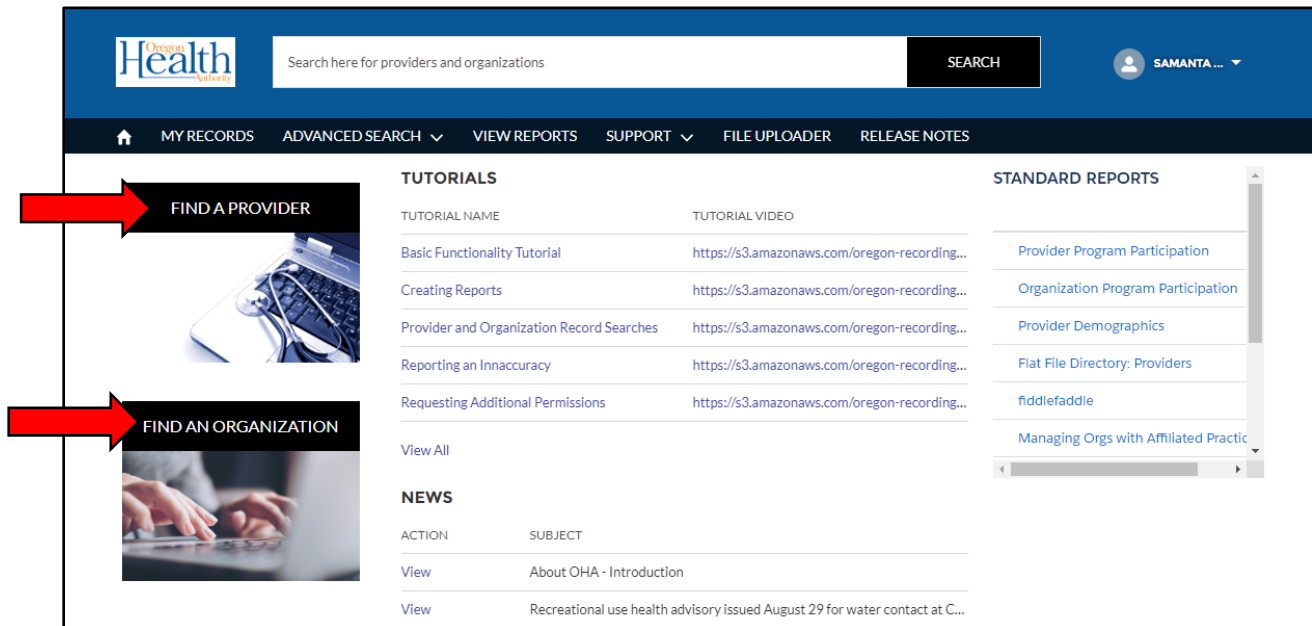 Oregon
Health
Authority
Search here for providers and organizations
SEARCH
SAMANTA ...
MY RECORDS ADVANCED SEARCH VIEW REPORTS SUPPORT FILE UPLOADER RELEASE NOTES
FIND A PROVIDER
FIND AN ORGANIZATION
TUTORIALS
TUTORIAL NAME TUTORIAL VIDEO
Basic Functionality Tutorial https://s3.amazonaws.com/oregon-recording...
Creating Reports https://s3.amazonaws.com/oregon-recording...
Provider and Organization Record Searches https://s3.amazonaws.com/oregon-recording...
Reporting an Innaccuracy https://s3.amazonaws.com/oregon-recording...
Requesting Additional Permissions https://s3.amazonaws.com/oregon-recording...
View All
NEWS
ACTION SUBJECT
View About OHA - Introduction
View Recreational use health advisory issued August 29 for water contact at C...
STANDARD REPORTS
Provider Program Participation
Organization Program Participation
Provider Demographics
Flat File Directory: Providers
fiddlefaddle
Managing Orgs with Affiliated Practic